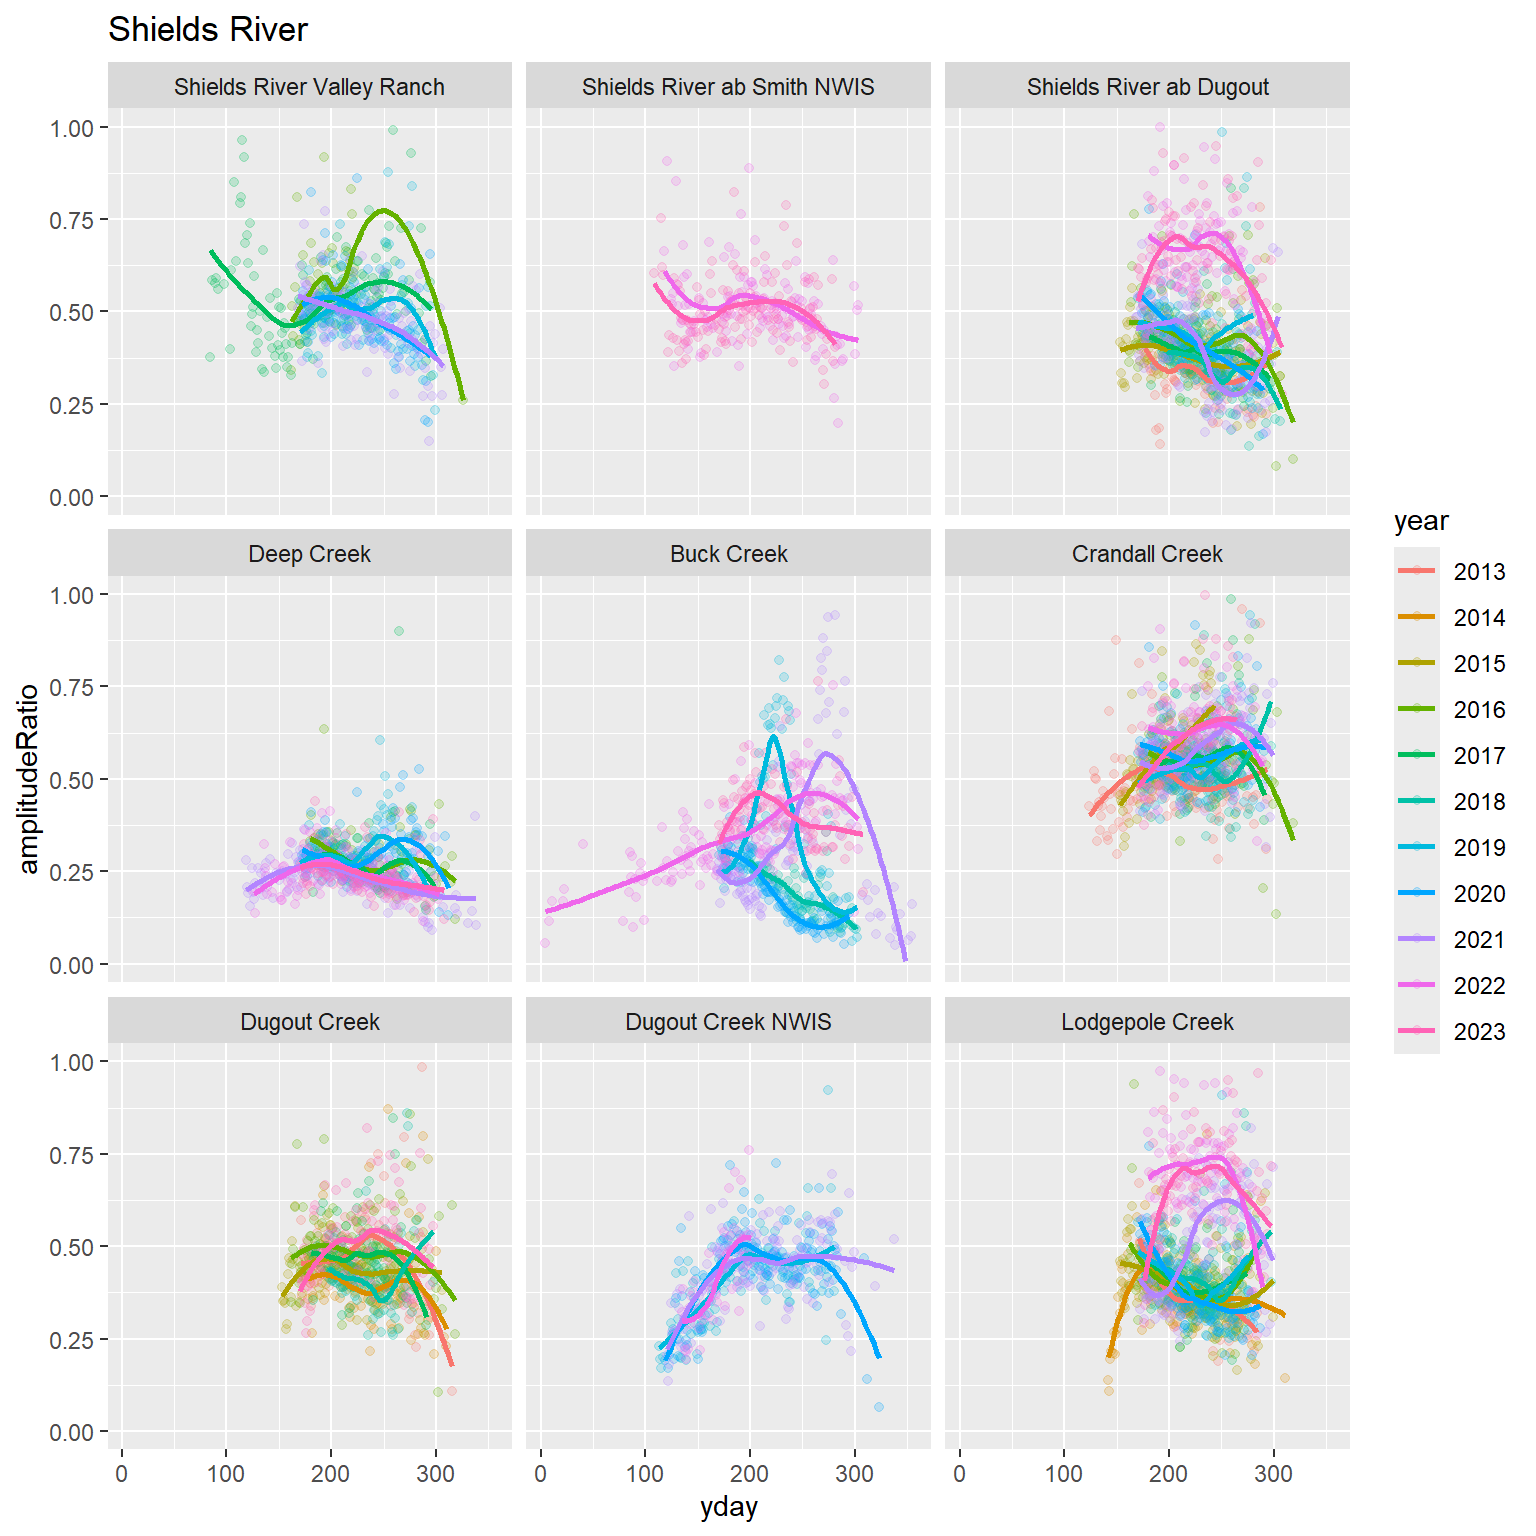 Shields River
Shields River Valley Ranch
Shields River ab Smith NWIS
Shields River ab Dugout
1.00
0.75
0.50
0.25
0.00
Deep Creek
Buck Creek
Crandall Creek
1.00
0.75
0.50
0.25
0.00
Dugout Creek
Dugout Creek NWIS
Lodgepole Creek
1.00
0.75
0.50
0.25
0.00
0 100 200 300
0 100 200 300
0 100 200 300
yday
amplitudeRatio
year
2013
2014
2015
2016
2017
2018
2019
2020
2021
2022
2023